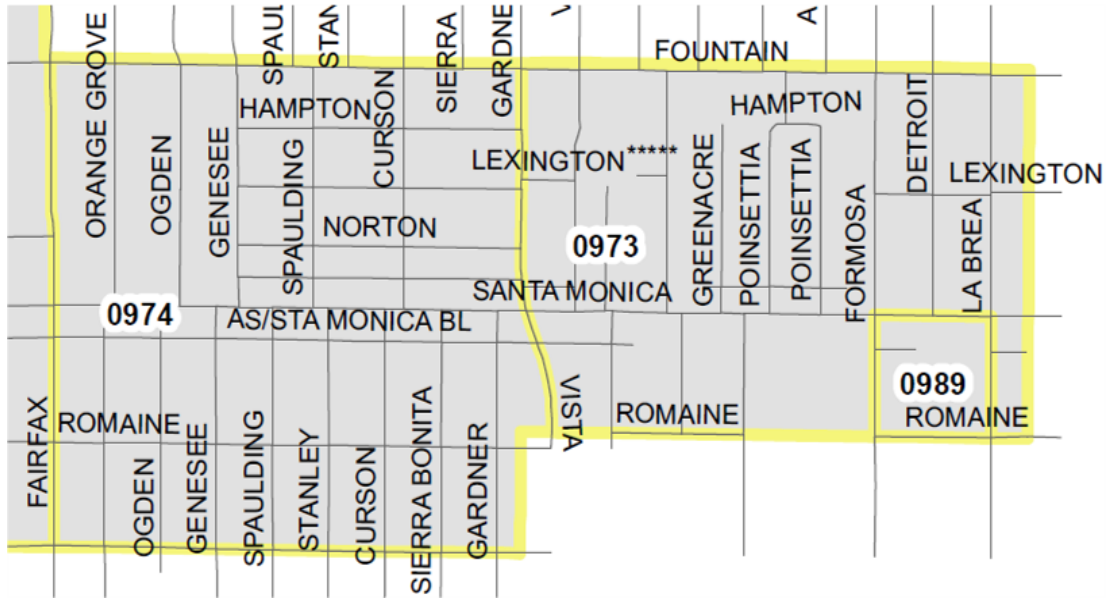 SPAUL
STAN
SIERRA
GARDNE
A
FOUNTAIN
ORANGE GROVE
HAMPTON
CURSON
HAMPTON
DETROIT
OGDEN
GENESEE
SPAULDING
LEXINGTON*****
GREENACRE
POINSETTIA
POINSETTIA
LEXINGTON
NORTON
0973
FORMOSA
LA BREA
SANTA MONICA
0974
AS/STA MONICA BL
0989
VISTA
ROMAINE
ROMAINE
ROMAINE
FAIRFAX
OGDEN
GENESEE
SPAULDING
STANLEY
CURSON
SIERRA BONITA
GARDNER